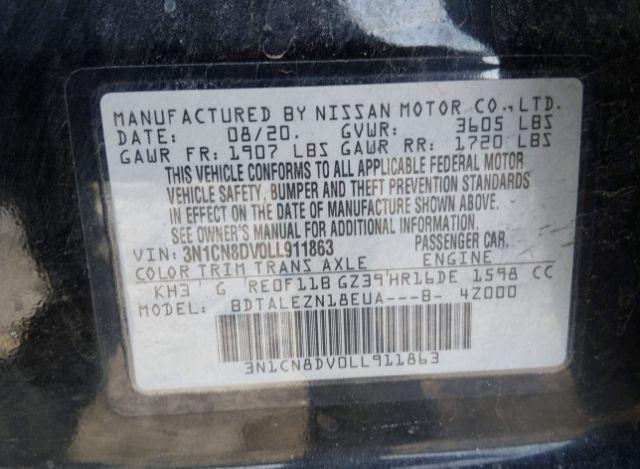 MANUFACTURED BY NISSAN MOTOR CO., LTD.
DATE: 08/20. GVWR: 3605 LBS
GAWR FR: 1907 LBS GAWR RR: 1720 LBS
THIS VEHICLE CONFORMS TO ALL APPLICABLE FEDERAL MOTOR
VEHICLE SAFETY, BUMPER AND THEFT PREVENTION STANDARDS
IN EFFECT ON THE DATE OF MANUFACTURE SHOWN ABOVE.
SEE OWNER'S MANUAL FOR ADDITIONAL INFORMATION.
VIN: 3N1CN8DV0LL911863 PASSENGER CAR.
COLOR TRIM TRANS AXLE ENGINE
KH3 G RE0F11B GZ39 HR16DE 1598 CC
MODEL: BDTALEZN18EUA---B- 4Z000
3N1CN8DV0LL911863